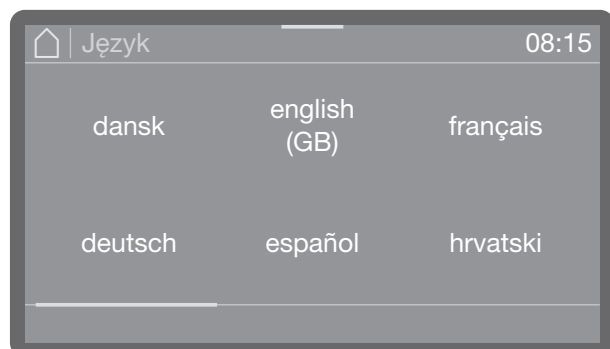 Język 08:15
dansk
english
(GB)
français
deutsch
español
hrvatski